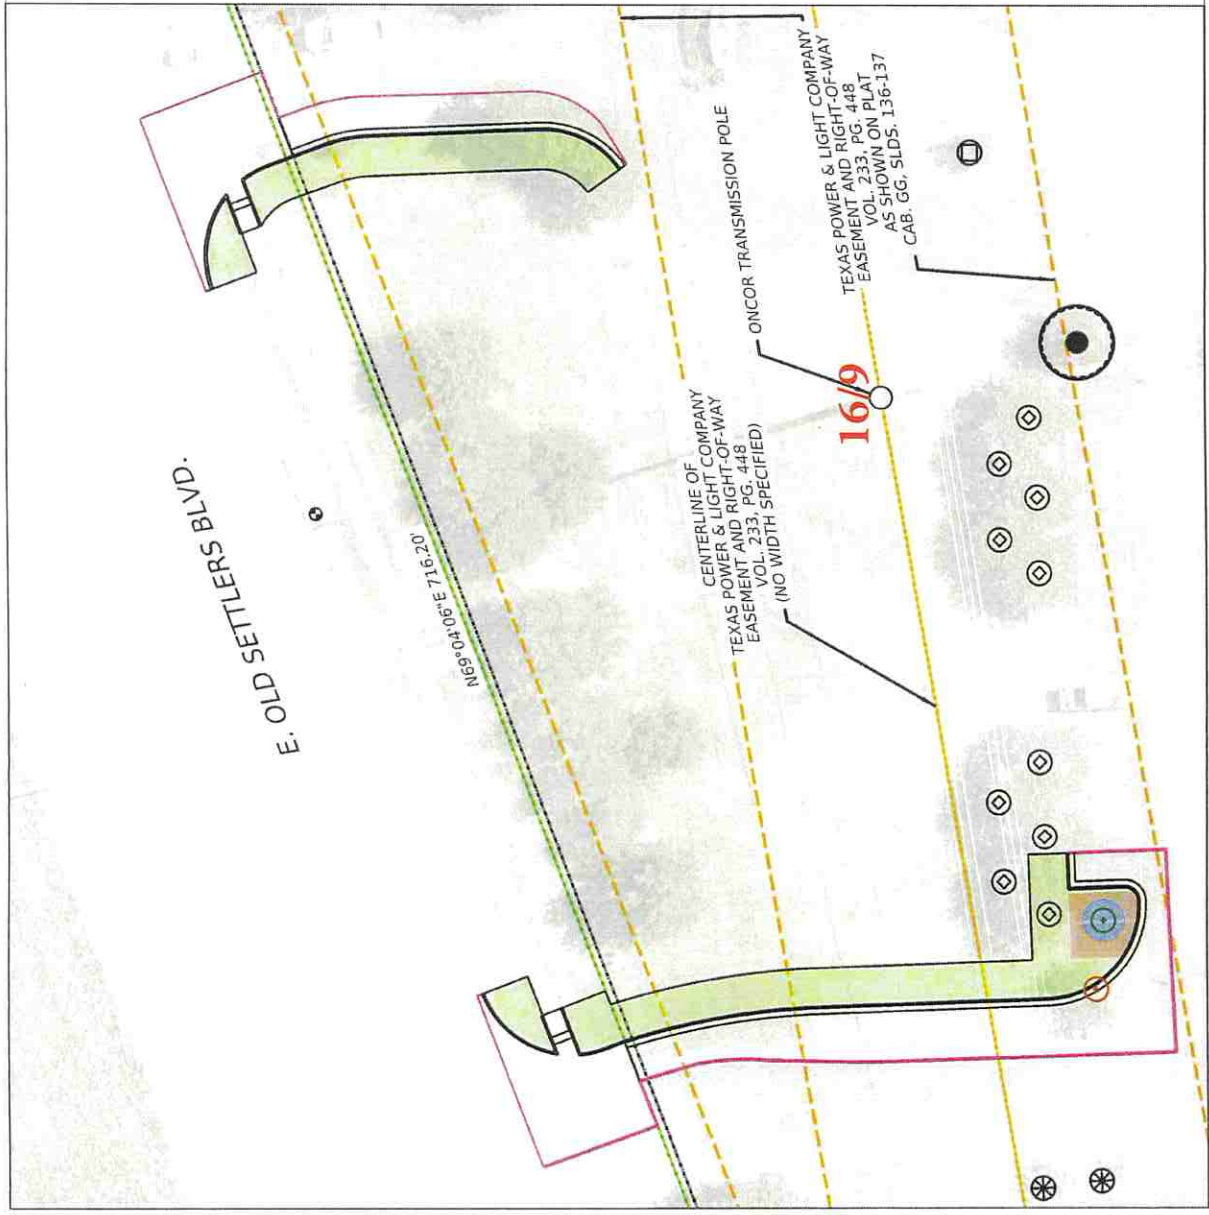 E. OLD SETTLERS BLVD.
N69°04'06"E 716.20'
CENTERLINE OF
TEXAS POWER & LIGHT COMPANY
EASEMENT AND RIGHT-OF-WAY
VOL. 233, PG. 448
(NO WIDTH SPECIFIED)
ONCOR TRANSMISSION POLE
16/9
TEXAS POWER & LIGHT COMPANY
EASEMENT AND RIGHT-OF-WAY
VOL. 233, PG. 448
AS SHOWN ON PLAT
CAB. GG, SLDS. 136-137